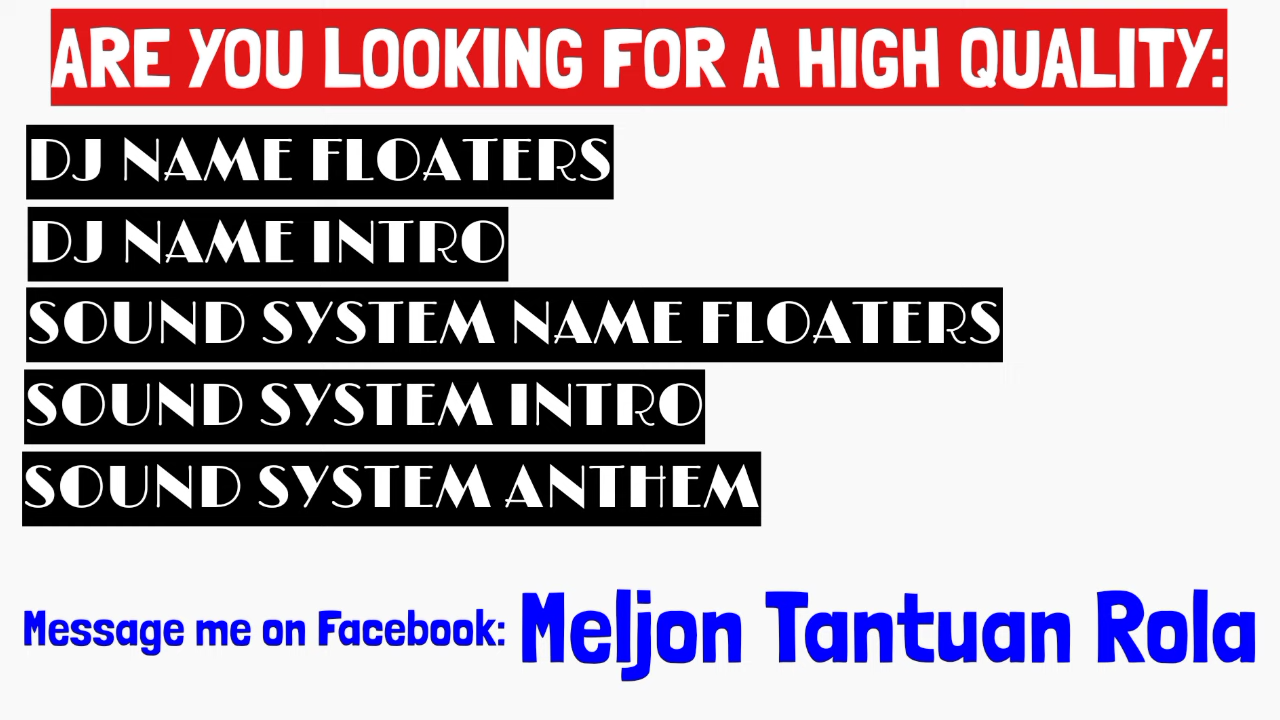 ARE YOU LOOKING FOR A HIGH QUALITY:
DJ NAME FLOATERS
DJ NAME INTRO
SOUND SYSTEM NAME FLOATERS
SOUND SYSTEM INTRO
SOUND SYSTEM ANTHEM
Message me on Facebook: Meljon Tantuan Rola